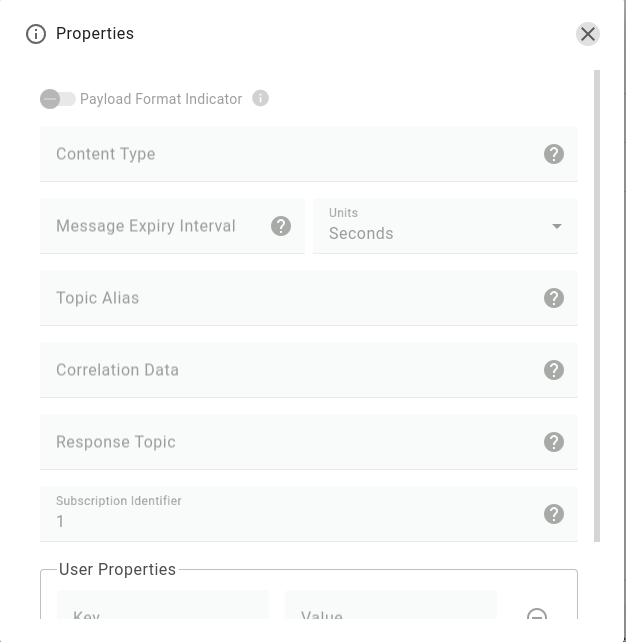 Properties
Payload Format Indicator
Content Type
Message Expiry Interval
Units
Seconds
Topic Alias
Correlation Data
Response Topic
Subscription Identifier
1
User Properties
Key
Value